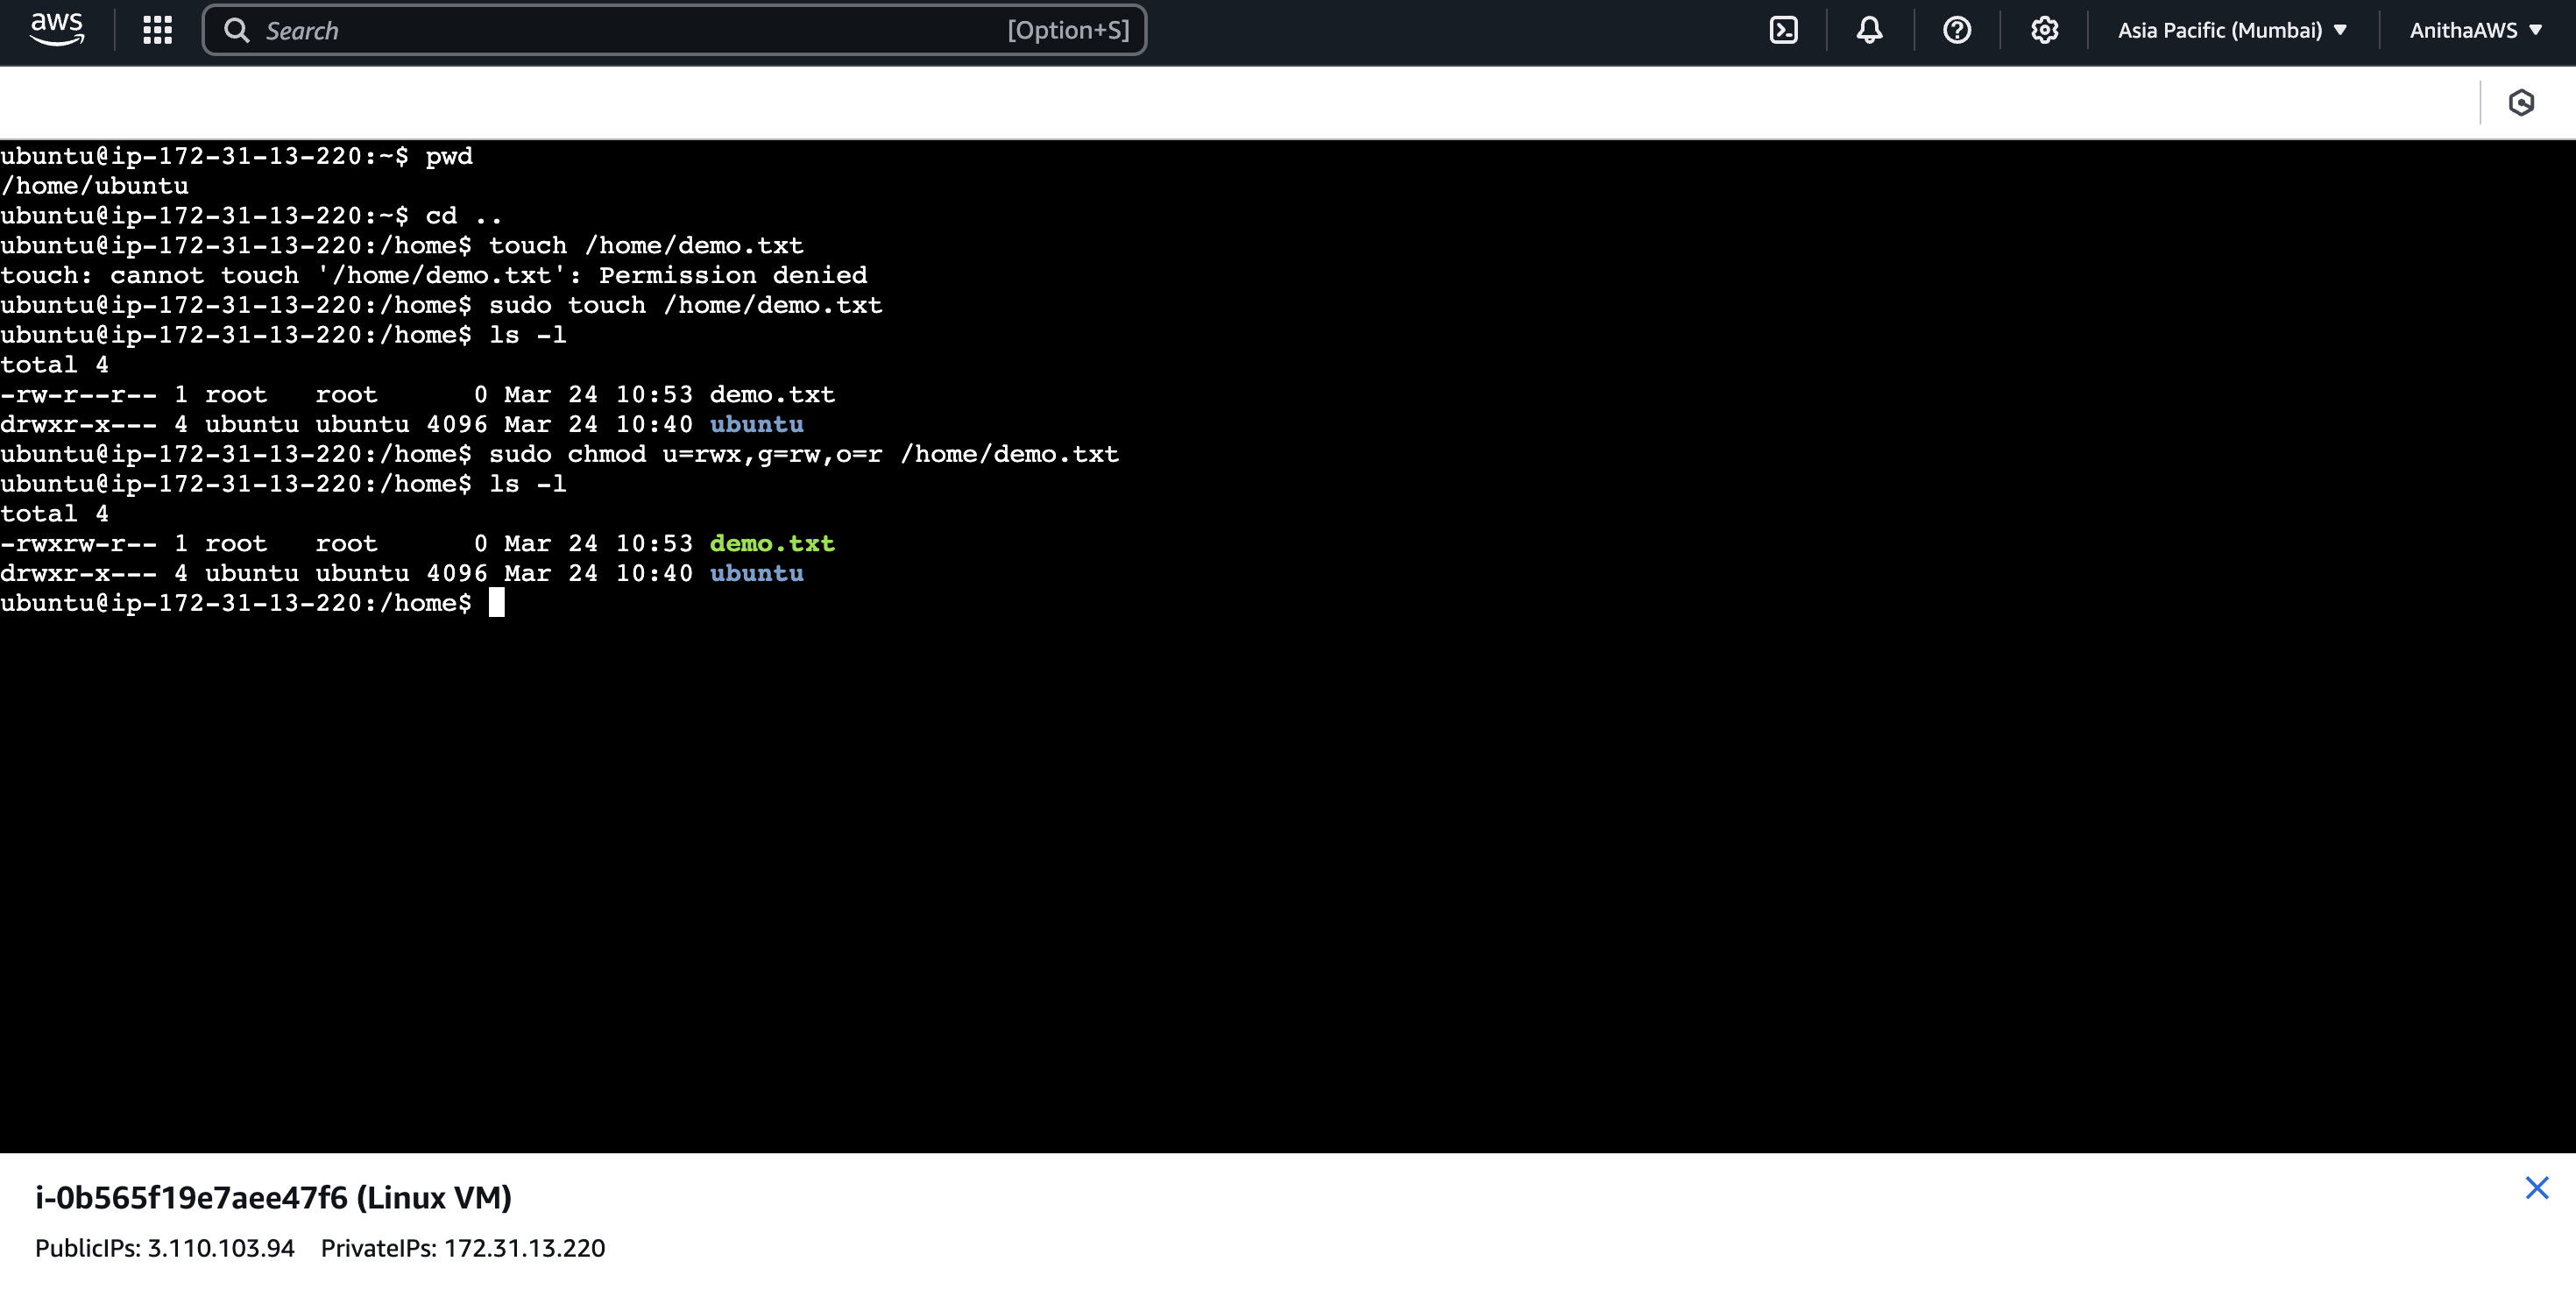 aws
Search [Option+S] Asia Pacific (Mumbai) AnithaAWS
ubuntu@ip-172-31-13-220:~$ pwd
/home/ubuntu
ubuntu@ip-172-31-13-220:~$ cd ..
ubuntu@ip-172-31-13-220:/home$ touch /home/demo.txt
touch: cannot touch '/home/demo.txt': Permission denied
ubuntu@ip-172-31-13-220:/home$ sudo touch /home/demo.txt
ubuntu@ip-172-31-13-220:/home$ ls -l
total 4
-rw-r--r-- 1 root   root      0 Mar 24 10:53 demo.txt
drwxr-x--- 4 ubuntu ubuntu 4096 Mar 24 10:40 ubuntu
ubuntu@ip-172-31-13-220:/home$ sudo chmod u=rwx,g=rw,o=r /home/demo.txt
ubuntu@ip-172-31-13-220:/home$ ls -l
total 4
-rwxrw-r-- 1 root   root      0 Mar 24 10:53 demo.txt
drwxr-x--- 4 ubuntu ubuntu 4096 Mar 24 10:40 ubuntu
ubuntu@ip-172-31-13-220:/home$
i-0b565f19e7aee47f6 (Linux VM)
PublicIPs: 3.110.103.94 PrivateIPs: 172.31.13.220